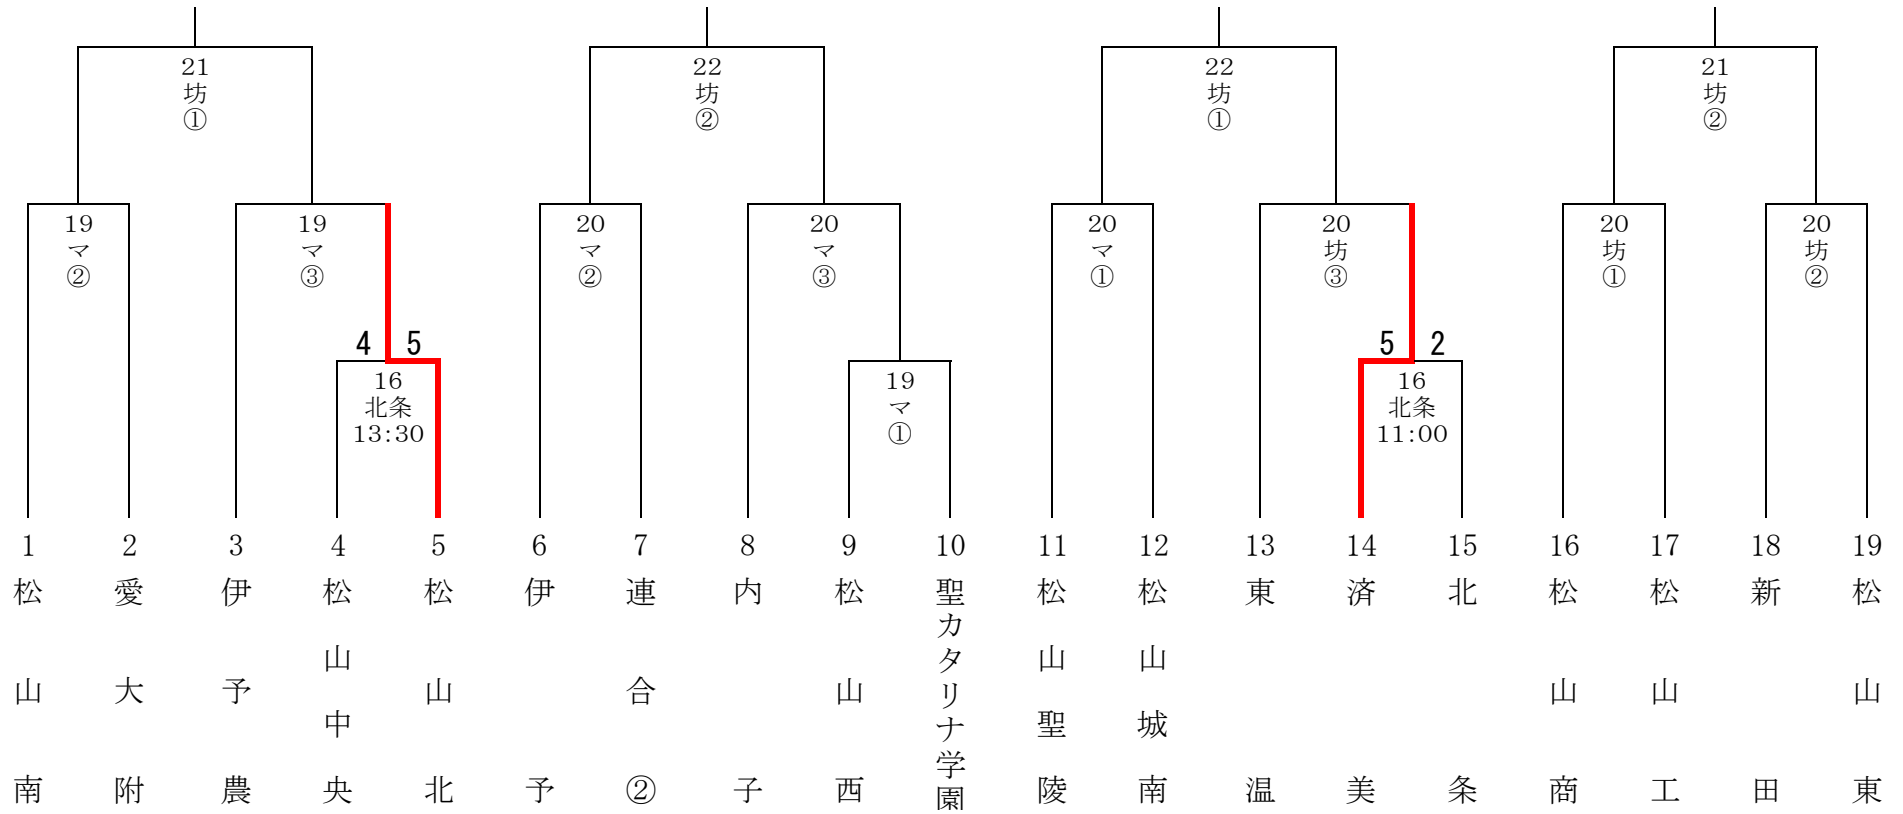 21
坊
①
22
坊
②
22
坊
①
21
坊
②
19
マ
②
19
マ
③
20
マ
②
20
マ
③
20
マ
①
20
坊
③
20
坊
①
20
坊
②
4 5
16
北条
13:30
19
マ
①
5 2
16
北条
11:00
1
松山南
2
愛大附
3
伊予農
4
松山中央
5
松山北
6
伊予
7
連合②
8
内子
9
松山西
10
聖カタリナ学園
11
松山聖陵
12
松山城南
13
東温
14
済美
15
北条
16
松山商
17
松山工
18
新田
19
松山東